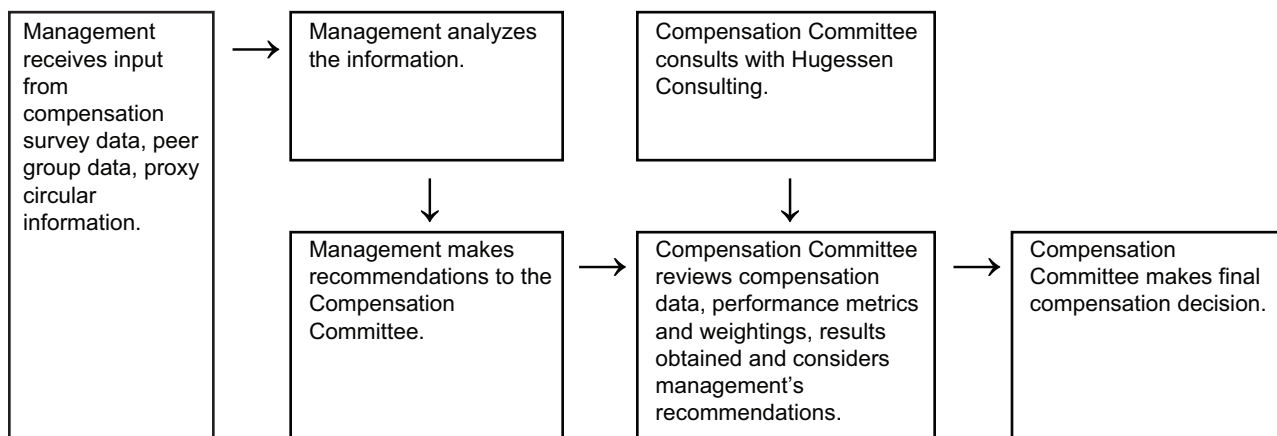 Management
receives input
from
compensation
survey data, peer
group data, proxy
circular
information.
Management analyzes
the information.
Compensation Committee
consults with Hugessen
Consulting.
Management makes
recommendations to the
Compensation
Committee.
Compensation Committee
reviews compensation
data, performance metrics
and weightings, results
obtained and considers
management’s
recommendations.
Compensation
Committee makes final
compensation decision.